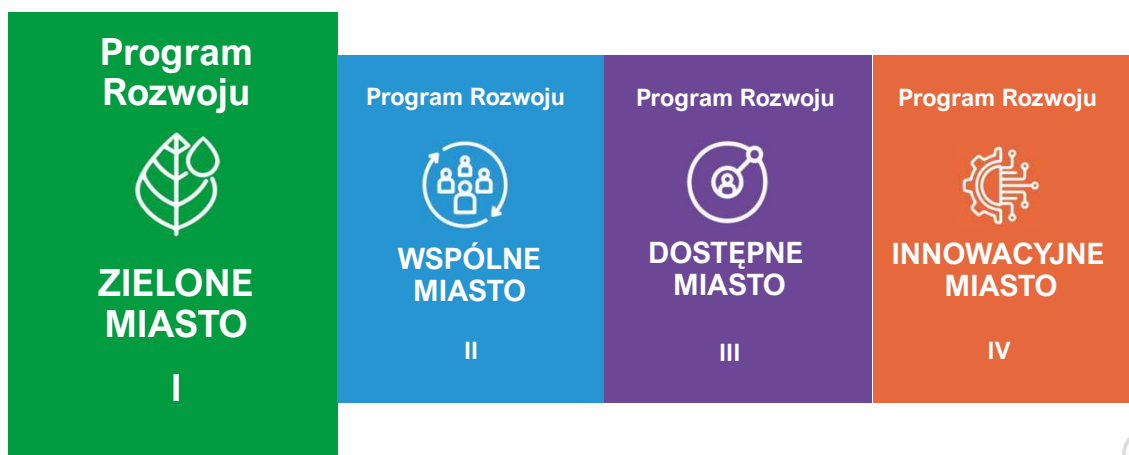 Program
Rozwoju
ZIELONE
MIASTO
I
Program Rozwoju
WSPÓLNE
MIASTO
II
Program Rozwoju
DOSTĘPNE
MIASTO
III
Program Rozwoju
INNOWACYJNE
MIASTO
IV